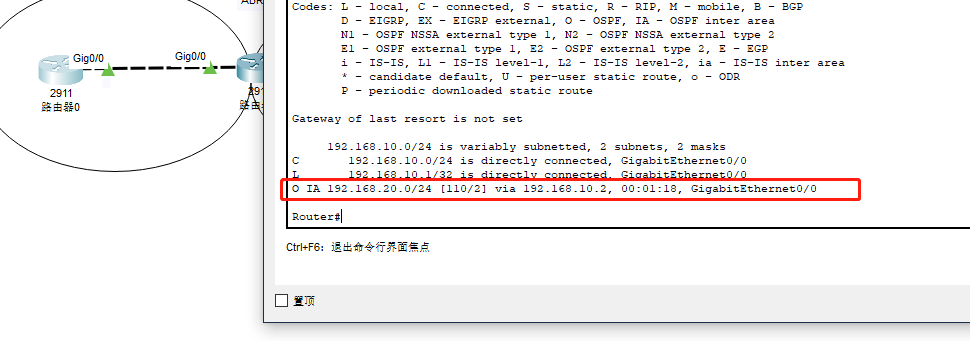 ABR
Gig0/0
Gig0/0
2911
路由器0
291
路由
Codes: L - local, C - connected, S - static, R - RIP, M - mobile, B - BGP
D - EIGRP, EX - EIGRP external, O - OSPF, IA - OSPF inter area
N1 - OSPF NSSA external type 1, N2 - OSPF NSSA external type 2
E1 - OSPF external type 1, E2 - OSPF external type 2, E - EGP
i - IS-IS, L1 - IS-IS level-1, L2 - IS-IS level-2, ia - IS-IS inter area
* - candidate default, U - per-user static route, o - ODR
P - periodic downloaded static route
Gateway of last resort is not set
192.168.10.0/24 is variably subnetted, 2 subnets, 2 masks
C 192.168.10.0/24 is directly connected, GigabitEthernet0/0
L 192.168.10.1/32 is directly connected, GigabitEthernet0/0
O IA 192.168.20.0/24 [110/2] via 192.168.10.2, 00:01:18, GigabitEthernet0/0
Router#
Ctrl+F6: 退出命令行界面焦点
置顶